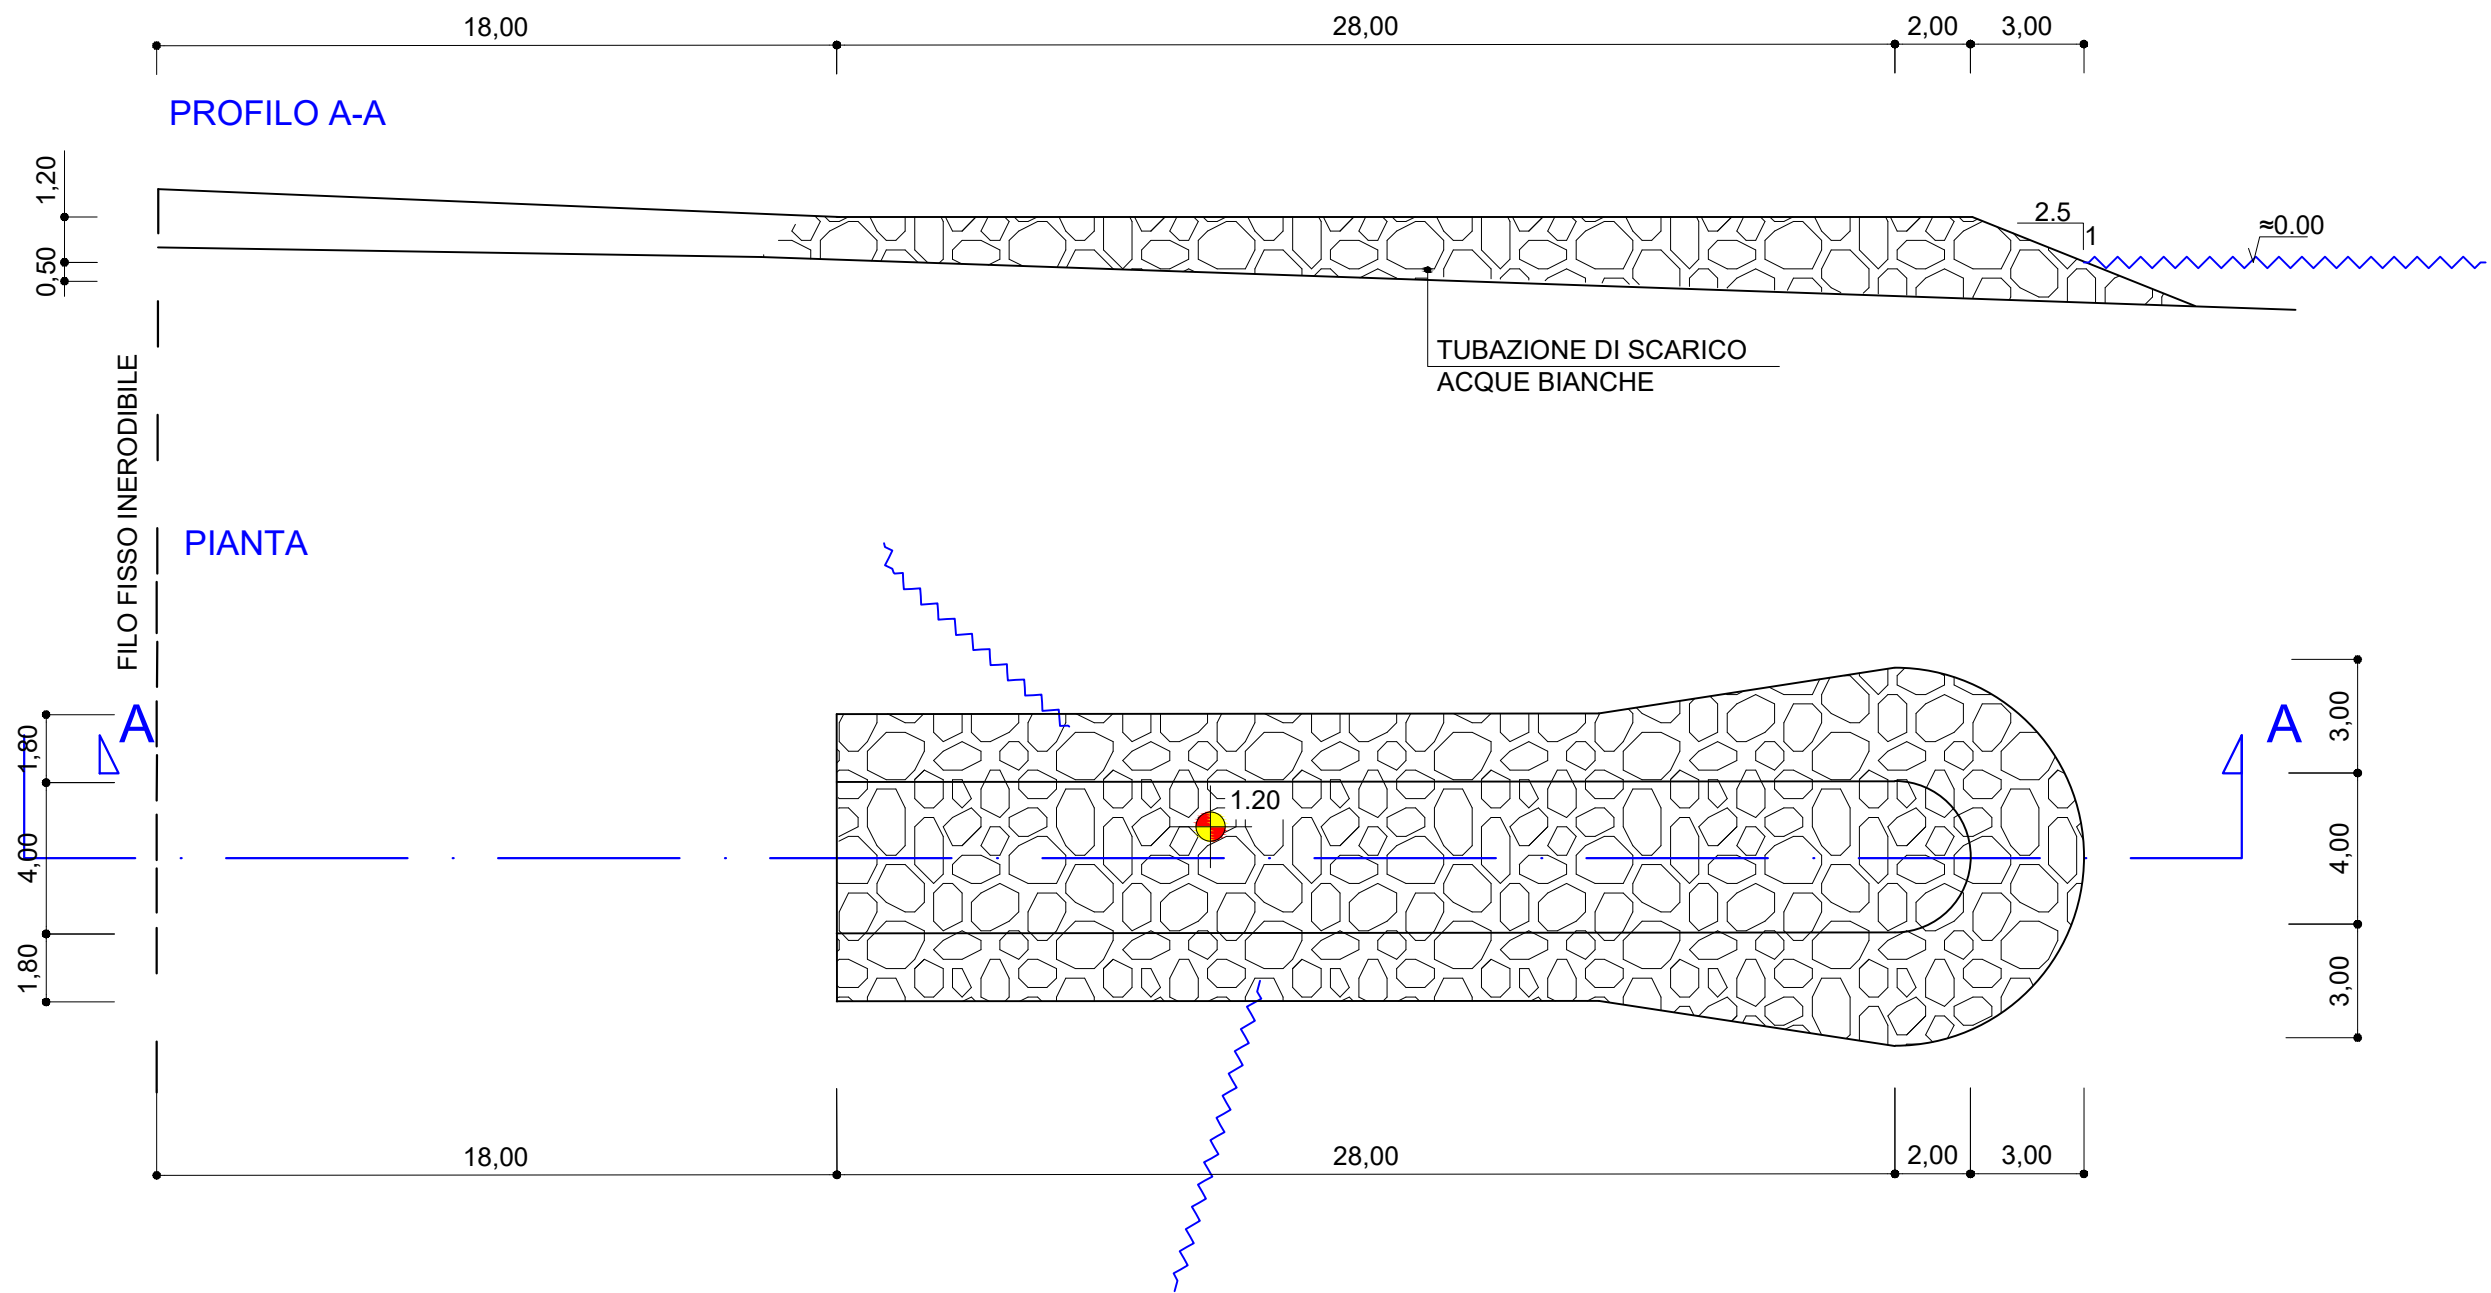 18,00
28,00
2,00
3,00
PROFILO A-A
1,20
0,50
2.5
1
≈0.00
TUBAZIONE DI SCARICO
ACQUE BIANCHE
FILO FISSO INERODIBILE
PIANTA
A
A
1,80
4,00
1,80
1.20
3,00
4,00
3,00
18,00
28,00
2,00
3,00